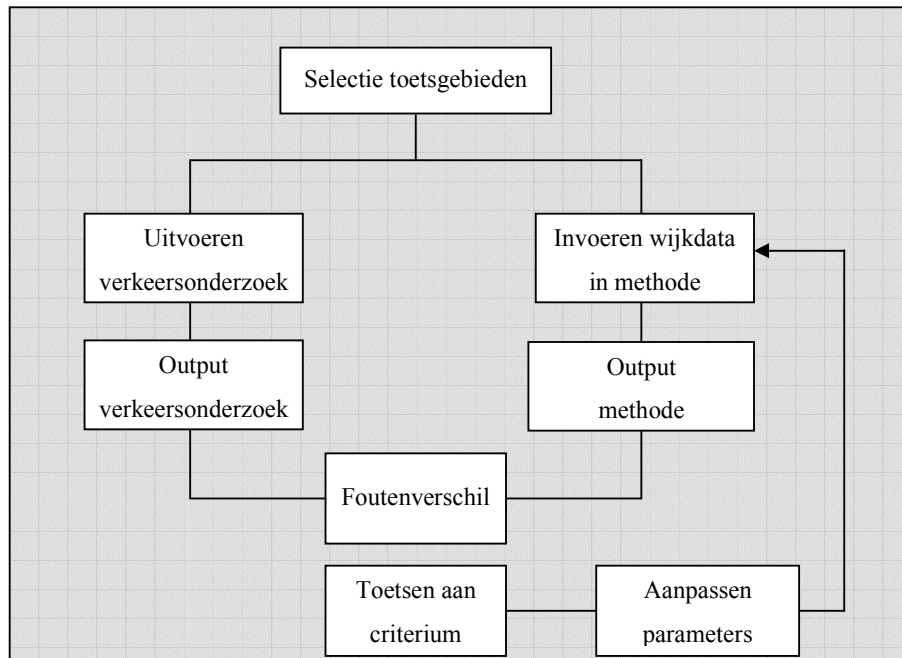 Selectie toetsgebieden
Uitvoeren
verkeersonderzoek
Invoeren wijkdata
in methode
Output
verkeersonderzoek
Output
methode
Foutenverschil
Toetsen aan
criterium
Aanpassen
parameters